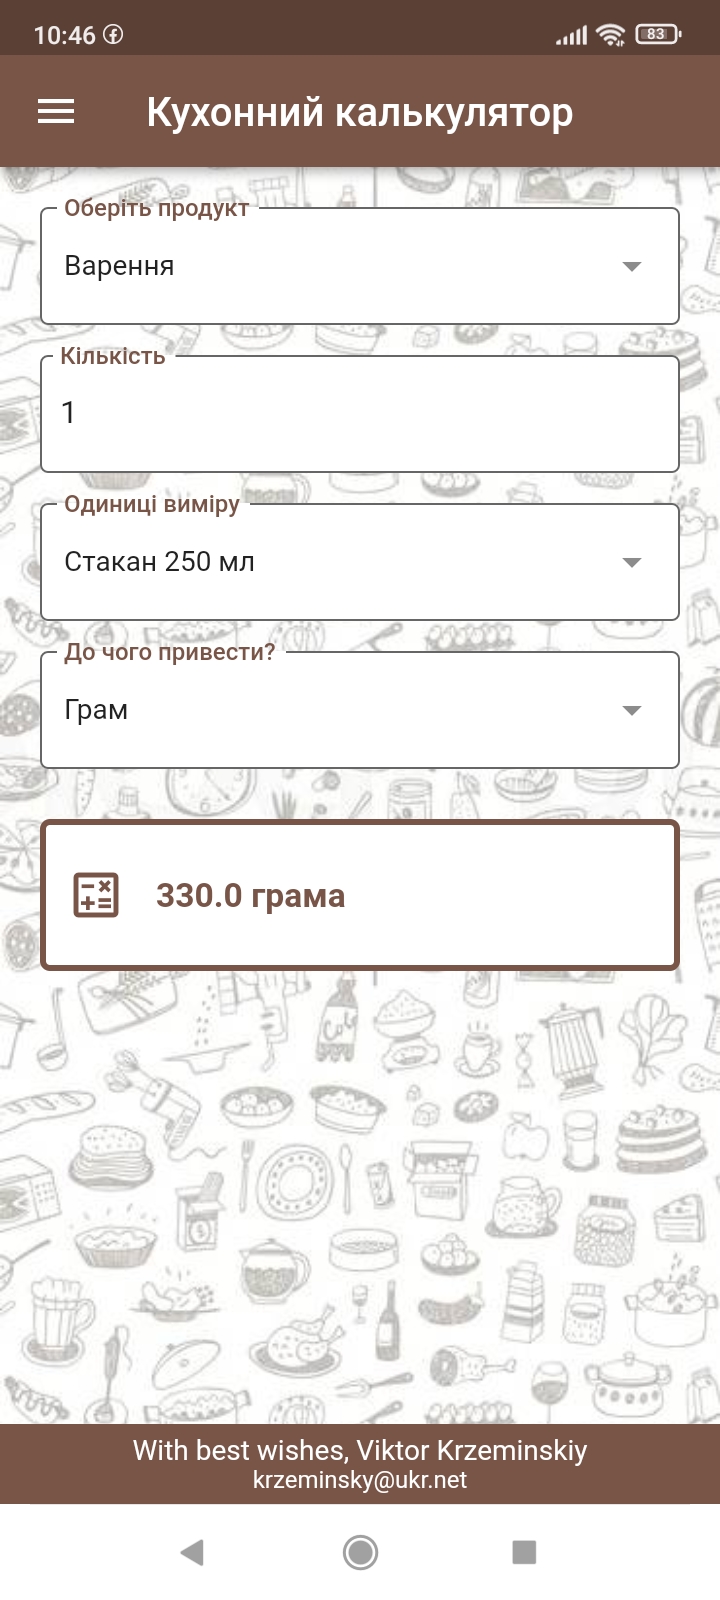 10:46
83
Кухонний калькулятор
Оберіть продукт
Варення
Кількість
1
Одиниці виміру
Стакан 250 мл
До чого привести?
Грам
330.0 грама
With best wishes, Viktor Krzeminskiy
krzeminsky@ukr.net